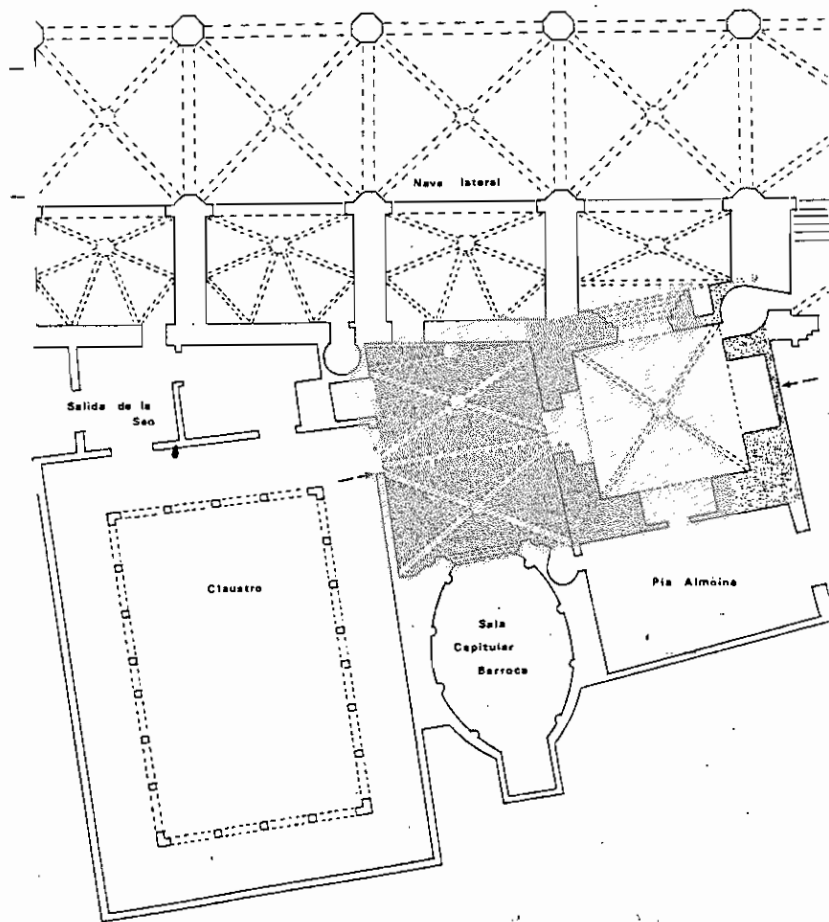 Nave lateral
Salida de la
Seo
Claustro
Sala
Capitular
Barroca
Pia Almoina